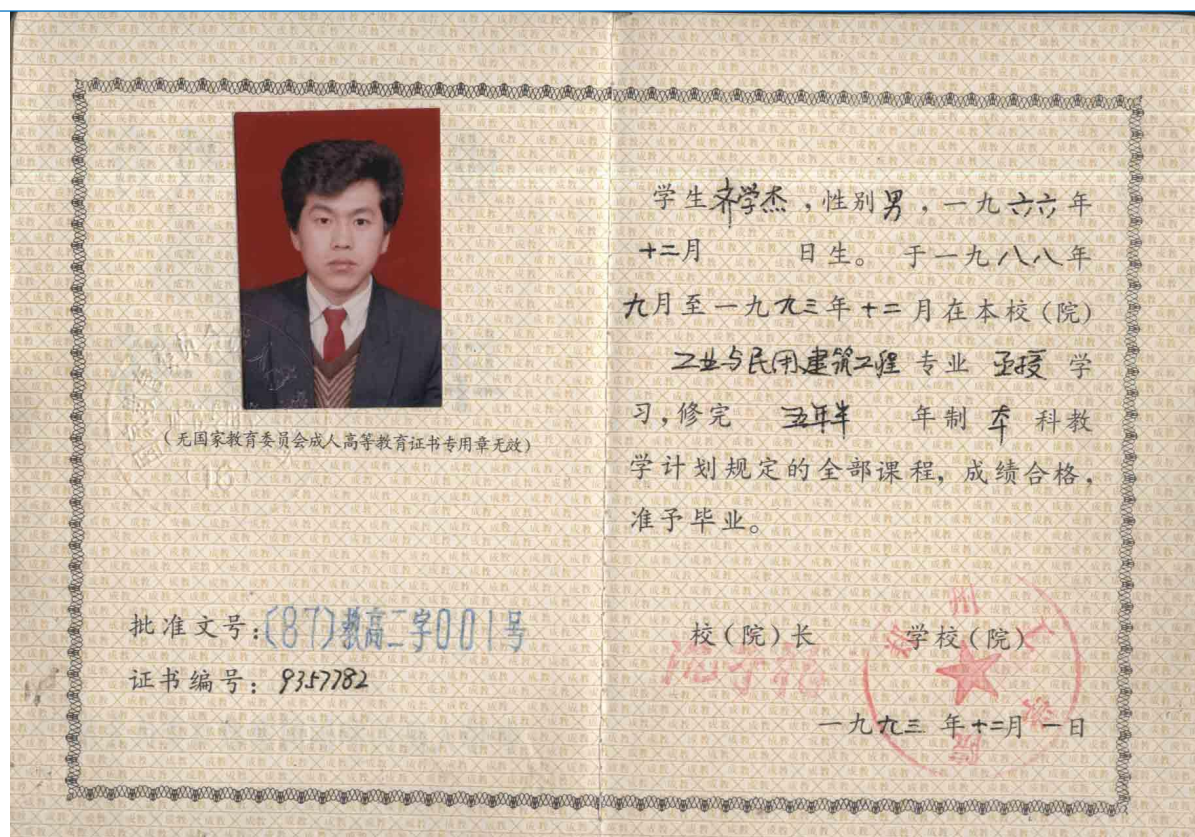 (无国家教育委员会成人高等教育证书专用章无效)
批准文号:(87)教高二字001号
证书编号:9357782
学生齐学杰,性别男,一九六六年
十二月 日生。于一九八八年
九月至一九九三年十二月在本校(院)
工业与民用建筑工程专业 函授 学
习,修完 五年半 年制 本 科教
学计划规定的全部课程,成绩合格,
准予毕业。
校(院)长 学校(院)
一九九三 年十二月 一日